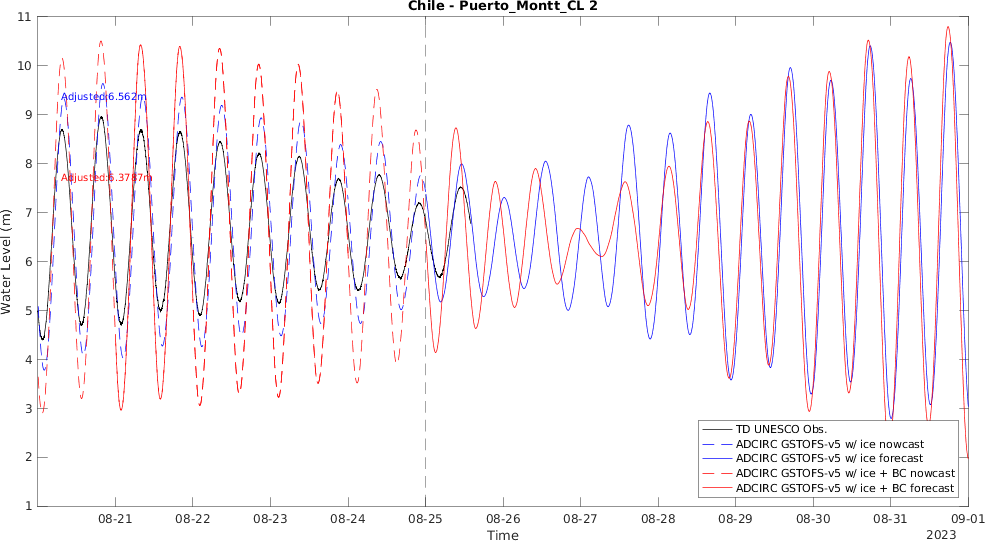 Chile - Puerto_Montt_CL 2
11
10
9
8
7
6
5
4
3
2
1
Water Level (m)
Adjusted:6.562m
Adjusted:6.3787m
TD UNESCO Obs.
ADCIRC GSTOFS-v5 w/ ice nowcast
ADCIRC GSTOFS-v5 w/ ice forecast
ADCIRC GSTOFS-v5 w/ ice + BC nowcast
ADCIRC GSTOFS-v5 w/ ice + BC forecast
08-21 08-22 08-23 08-24 08-25 08-26 08-27 08-28 08-29 08-30 08-31 09-01
Time
2023